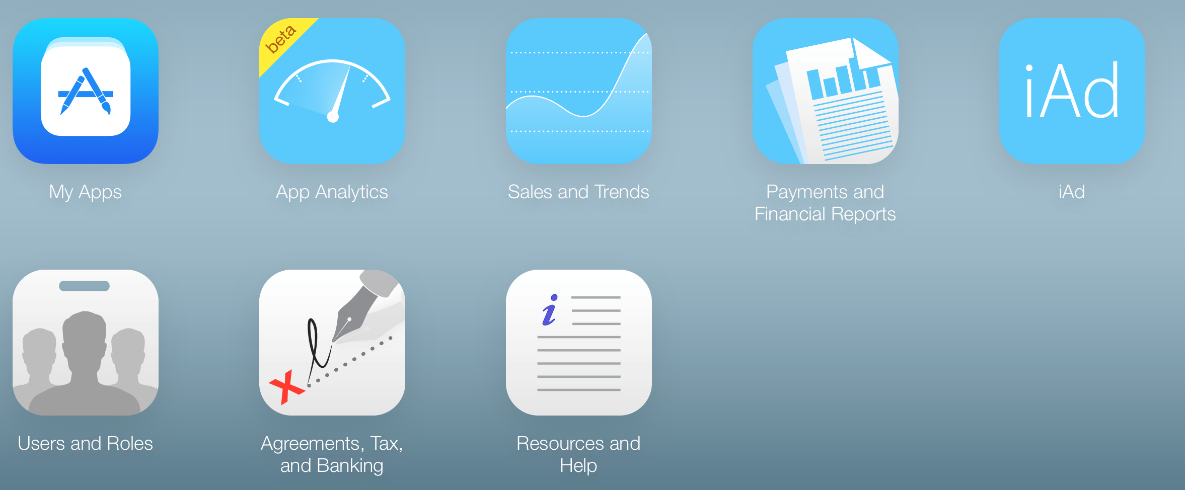 beta
iAd
My Apps
App Analytics
Sales and Trends
Payments and
Financial Reports
iAd
i
Users and Roles
Agreements, Tax,
and Banking
Resources and
Help